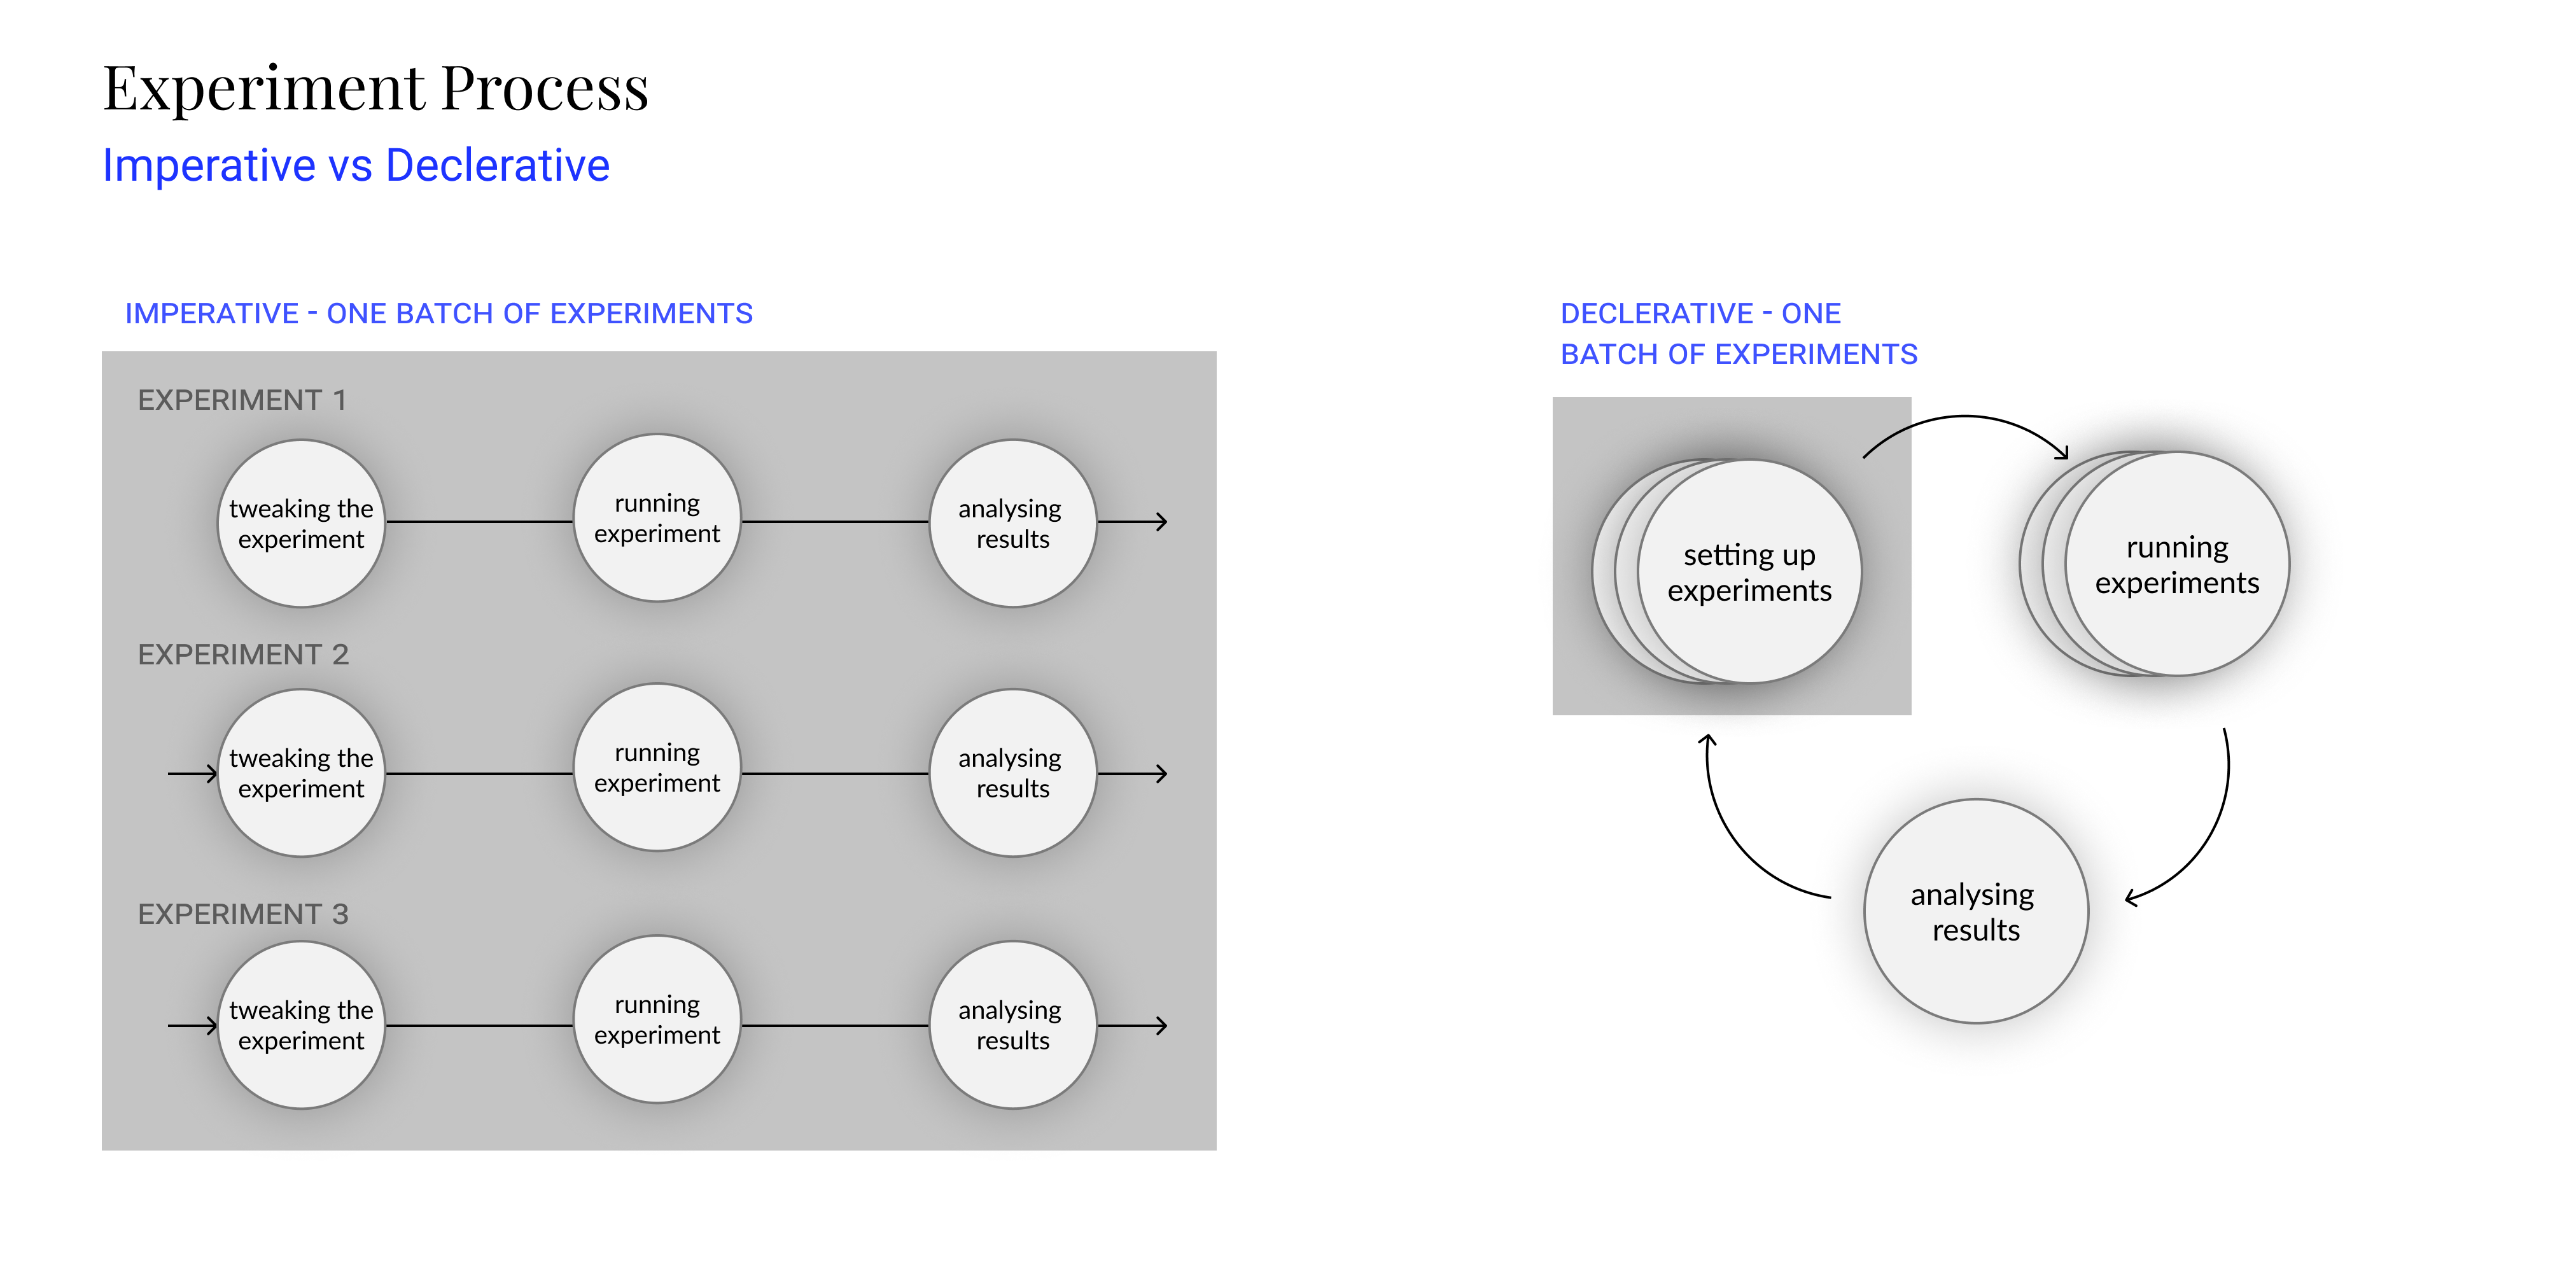 Experiment Process
Imperative vs Declerative
IMPERATIVE - ONE BATCH OF EXPERIMENTS
EXPERIMENT 1
tweaking the
experiment
running
experiment
analysing
results
EXPERIMENT 2
tweaking the
experiment
running
experiment
analysing
results
EXPERIMENT 3
tweaking the
experiment
running
experiment
analysing
results
DECLERATIVE - ONE
BATCH OF EXPERIMENTS
setting up
experiments
running
experiments
analysing
results